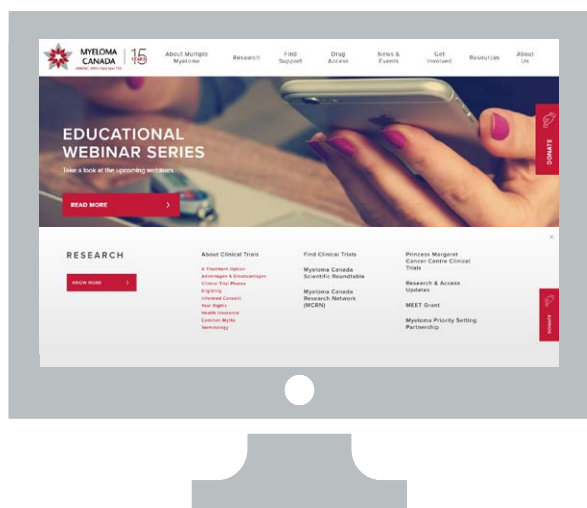 MYELOMA
CANADA
15
YEARS
MAKING MYELOMA MATTER
About Multiple
Myeloma
Research
Find
Support
Drug
Access
News &
Events
Get
Involved
Resources
About
Us
EDUCATIONAL
WEBINAR SERIES
Take a look at the upcoming webinars
READ MORE >
DONATE
×
RESEARCH
KNOW MORE >
About Clinical Trials
A Treatment Option
Advantages & Disadvantages
Clinical Trial Phases
Eligibility
Informed Consent
Your Rights
Health Insurance
Common Myths
Terminology
Find Clinical Trials
Myeloma Canada
Scientific Roundtable
Myeloma Canada
Research Network
(MCRN)
Princess Margaret
Cancer Centre Clinical
Trials
Research & Access
Updates
MEET Grant
Myeloma Priority Setting
Partnership
DONATE